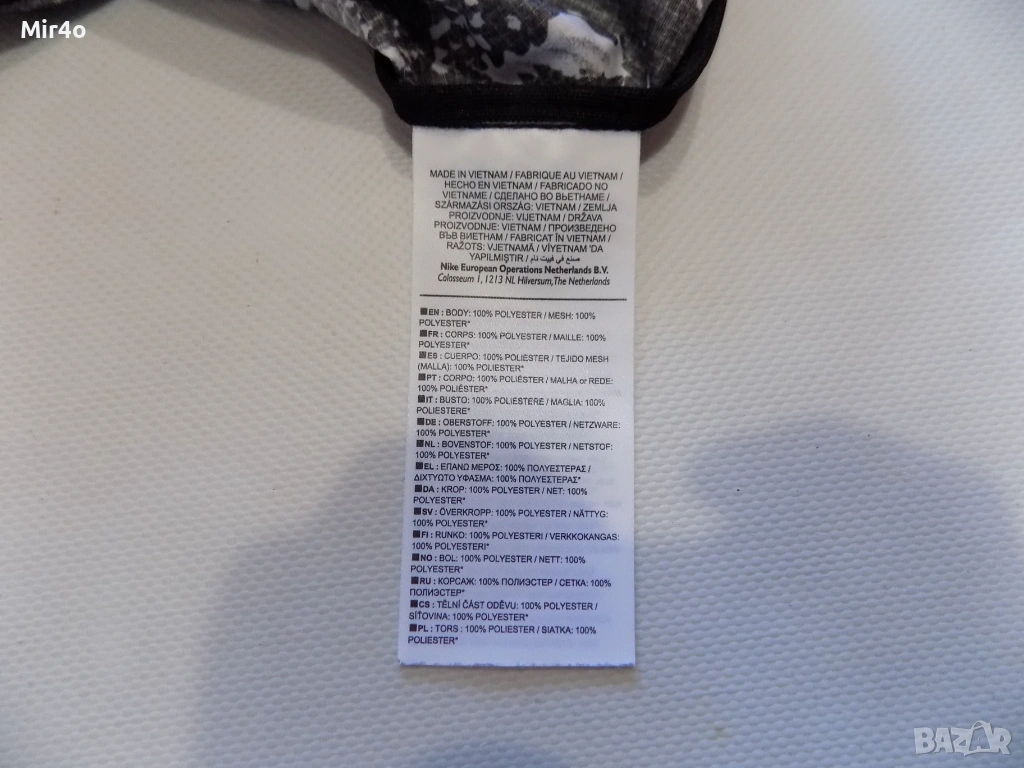 Mir4o
MADE IN VIETNAM / FABRIQUE AU VIETNAM /
HECHO EN VIETNAM / FABRICADO NO
VIETNAME / СДЕЛАНО ВО ВЬЕТНАМЕ /
SZÁRMAZÁSI ORSZÁG: VIETNAM / ZEMLJA
PROIZVODNJE: VIJETNAM / DRŽAVA
PROIZVODNJE: VIETNAM / ПРОИЗВЕДЕНО
ВЪВ ВИЕТНАМ / FABRICAT ÎN VIETNAM /
RAŽOTS: VJETNAMĀ / VİYETNAM 'DA
YAPILMIŞTIR / صنع في فييت نام
Nike European Operations Netherlands B.V.
Colosseum 1, 1213 NL Hilversum, The Netherlands
EN : BODY: 100% POLYESTER / MESH: 100%
POLYESTER*
FR : CORPS: 100% POLYESTER / MAILLE: 100%
POLYESTER*
ES : CUERPO: 100% POLIÉSTER / TEJIDO MESH
(MALLA): 100% POLIÉSTER*
PT : CORPO: 100% POLIÉSTER / MALHA or REDE:
100% POLIÉSTER*
IT : BUSTO: 100% POLIESTERE / MAGLIA: 100%
POLIESTERE*
DE : OBERSTOFF: 100% POLYESTER / NETZWARE:
100% POLYESTER*
NL : BOVENSTOF: 100% POLYESTER / NETSTOF:
100% POLYESTER*
EL : ΕΠΑΝΩ ΜΕΡΟΣ: 100% ΠΟΛΥΕΣΤΕΡΑΣ /
ΔΙΧΤΥΩΤΟ ΥΦΑΣΜΑ: 100% ΠΟΛΥΕΣΤΕΡΑΣ*
DA : KROP: 100% POLYESTER / NET: 100%
POLYESTER*
SV : ÖVERKROPP: 100% POLYESTER / NÄTTYG:
100% POLYESTER*
FI : RUNKO: 100% POLYESTERI / VERKKOKANGAS:
100% POLYESTERI*
NO : BOL: 100% POLYESTER / NETT: 100%
POLYESTER*
RU : КОРСАЖ: 100% ПОЛИЭСТЕР / СЕТКА: 100%
ПОЛИЭСТЕР*
CS : TĚLNÍ ČÁST ODĚVU: 100% POLYESTER /
SÍŤOVINA: 100% POLYESTER*
PL : TORS : 100% POLIESTER / SIATKA: 100%
POLIESTER*
BAZAR